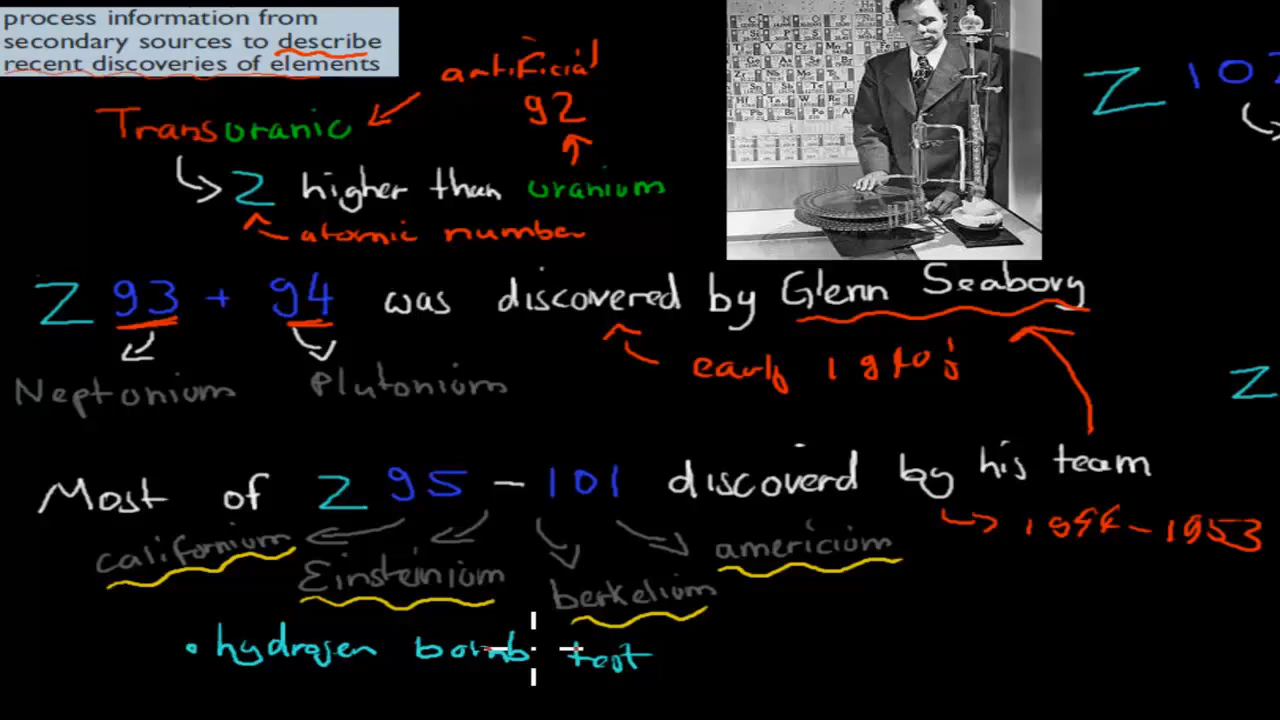 process information from
secondary sources to describe
recent discoveries of elements
artificial
92
Transuranic
Z higher than uranium
atomic number
Z 93 + 94 was discovered by Glenn Seaborg
early 1940s
Neptonium
Plutonium
Most of Z 95 - 101 discoverd by his team
1944 - 1953
californium
Einsteinium
berkelium
americium
• hydrogen bomb test
Z 107
Z